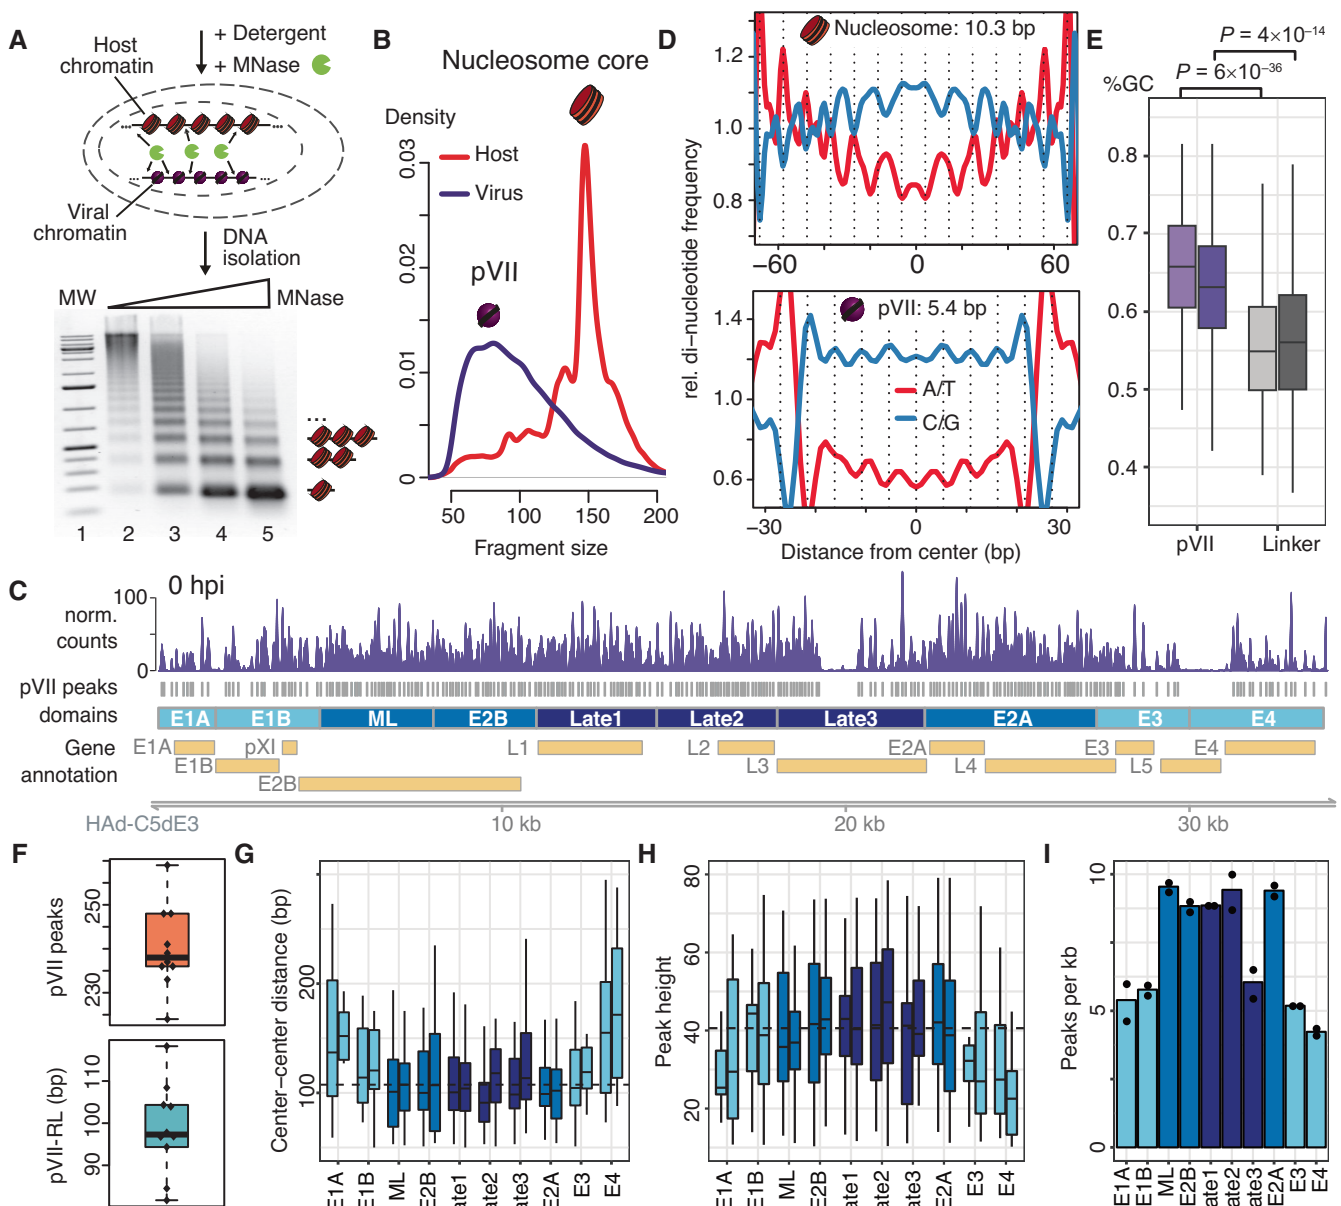 A
Host
chromatin
+ Detergent
+ MNase
...
...
...
...
Viral
chromatin
DNA
isolation
MW
MNase
...
1 2 3 4 5
B
Nucleosome core
Density
Host
Virus
pVII
0 0.01 0.02 0.03
50 100 150 200
Fragment size
D
Nucleosome: 10.3 bp
1.2
1.0
0.8
−60 0 60
rel. di−nucleotide frequency
pVII: 5.4 bp
1.4
1.0
0.6
A/T
C/G
−30 0 30
Distance from center (bp)
E
P = 4×10−14
P = 6×10−36
%GC
0.8
0.7
0.6
0.5
0.4
pVII Linker
C
0 hpi
100
norm.
counts
0
pVII peaks
domains
E1A E1B ML E2B Late1 Late2 Late3 E2A E3 E4
Gene
annotation
E1A pXI L1 L2 E2A E3 E4
E1B L3 L4 L5
E2B
HAd-C5dE3
10 kb 20 kb 30 kb
F
pVII peaks
230 250
pVII-RL (bp)
90 100 110
G
Center−center distance (bp)
100 200
E1A E1B ML E2B ate1 ate2 ate3 E2A E3 E4
H
Peak height
80
60
40
20
E1A E1B ML E2B ate1 ate2 ate3 E2A E3 E4
I
Peaks per kb
0 5 10
E1A E1B ML E2B ate1 ate2 ate3 E2A E3 E4